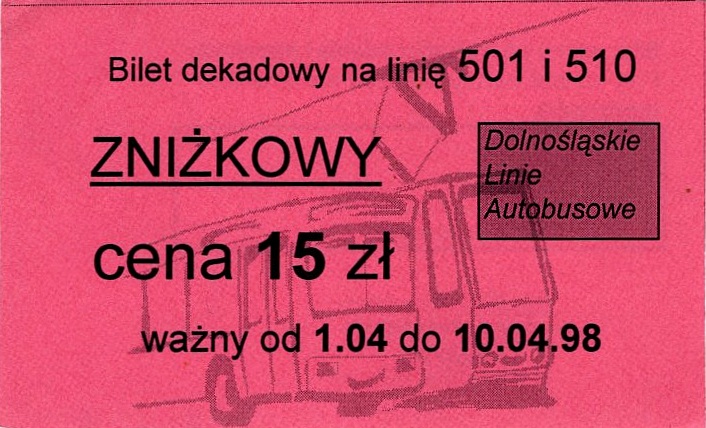 Bilet dekadowy na linię 501 i 510
ZNIŻKOWY
Dolnośląskie
Linie
Autobusowe
cena 15 zł
ważny od 1.04 do 10.04.98